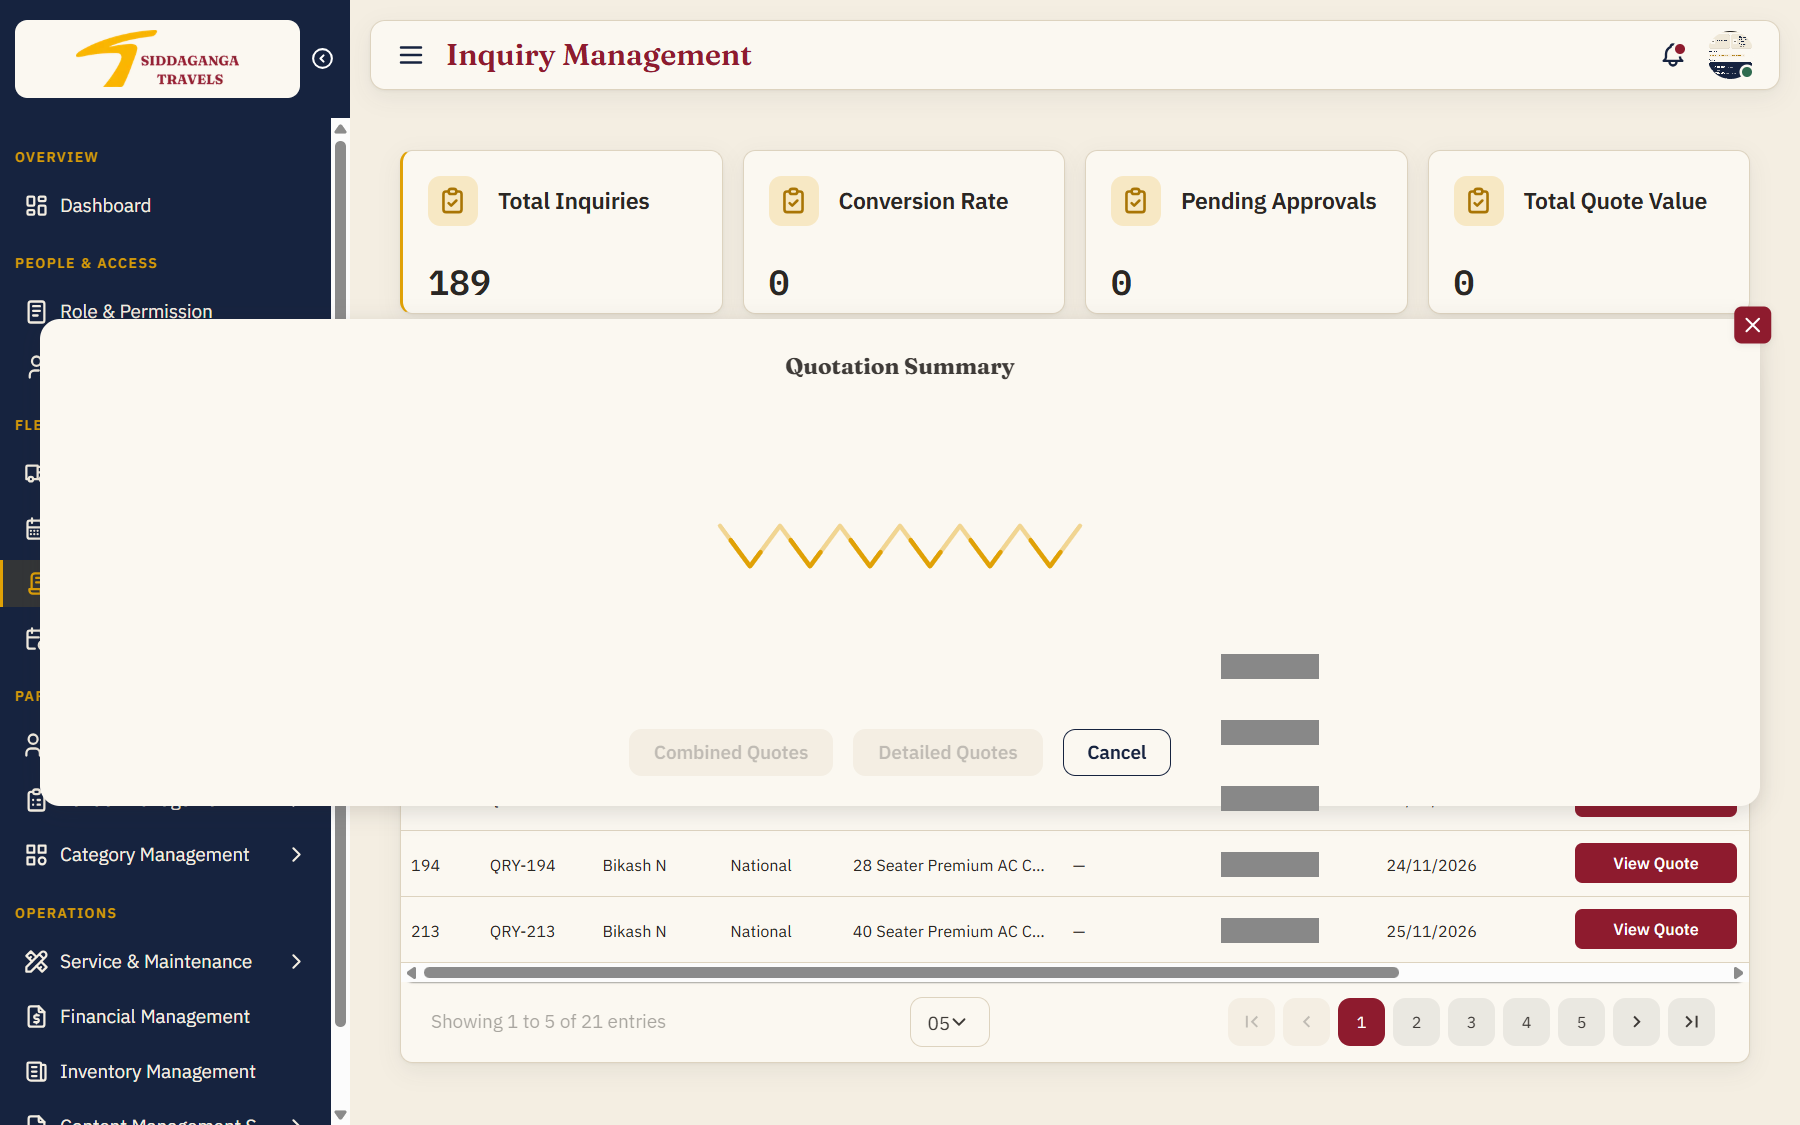 SIDDAGANGA
TRAVELS
Inquiry Management
OVERVIEW
Dashboard
PEOPLE & ACCESS
Role & Permission
Total Inquiries
189
Conversion Rate
0
Pending Approvals
0
Total Quote Value
0
Quotation Summary
Combined Quotes
Detailed Quotes
Cancel
Category Management
OPERATIONS
Service & Maintenance
Financial Management
Inventory Management
194 QRY-194 Bikash N National 28 Seater Premium AC C... — 24/11/2026 View Quote
213 QRY-213 Bikash N National 40 Seater Premium AC C... — 25/11/2026 View Quote
Showing 1 to 5 of 21 entries
05
1 2 3 4 5